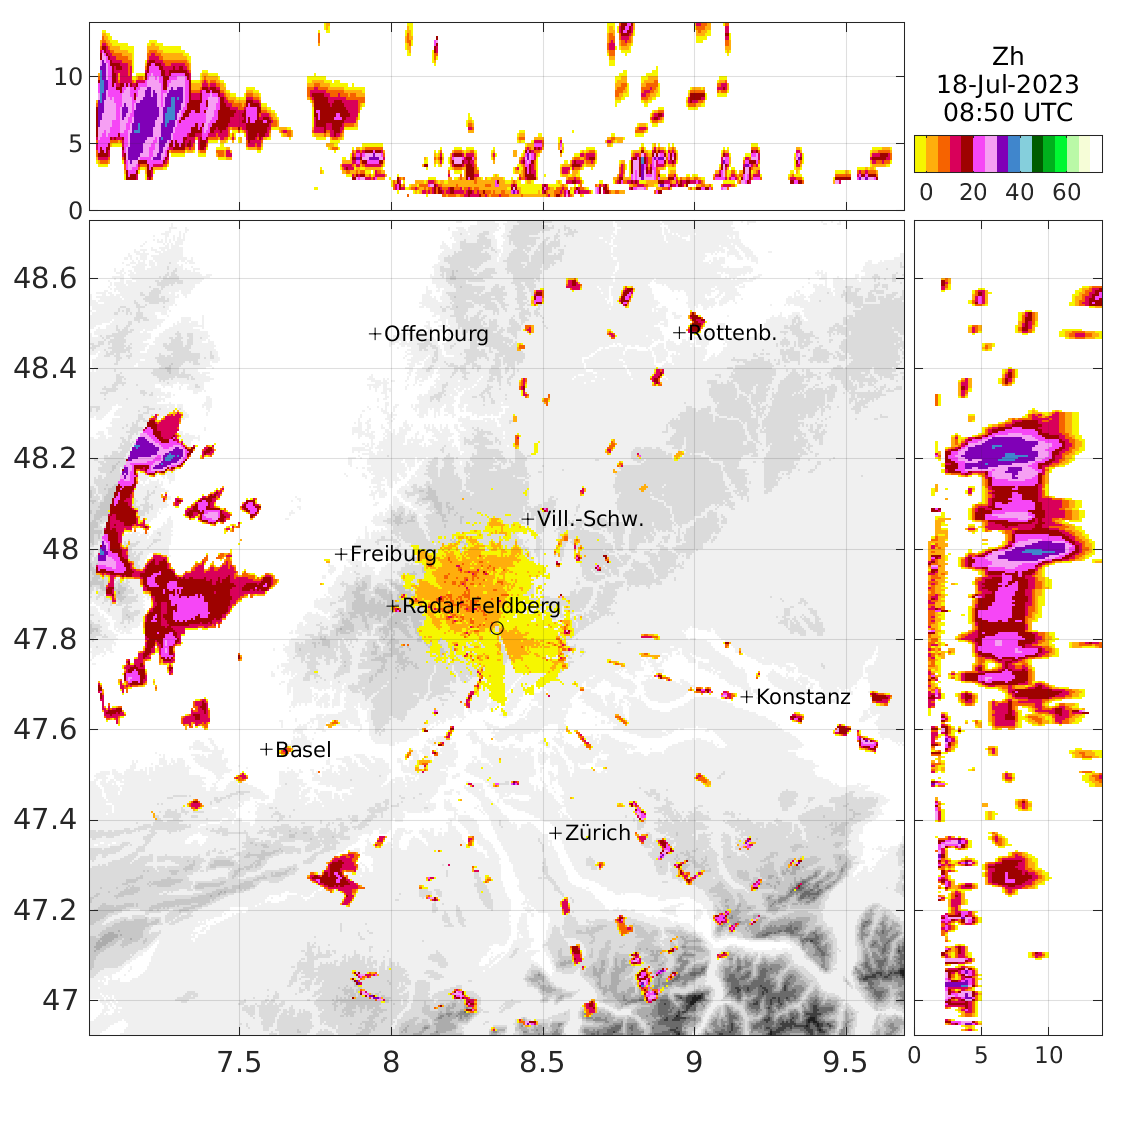 10
5
0
Zh
18-Jul-2023
08:50 UTC
0 20 40 60
48.6
48.4
48.2
48
47.8
47.6
47.4
47.2
47
+Offenburg
+Rottenb.
+Vill.-Schw.
+Freiburg
+Radar Feldberg
+Konstanz
+Basel
+Zürich
7.5 8 8.5 9 9.5
0 5 10